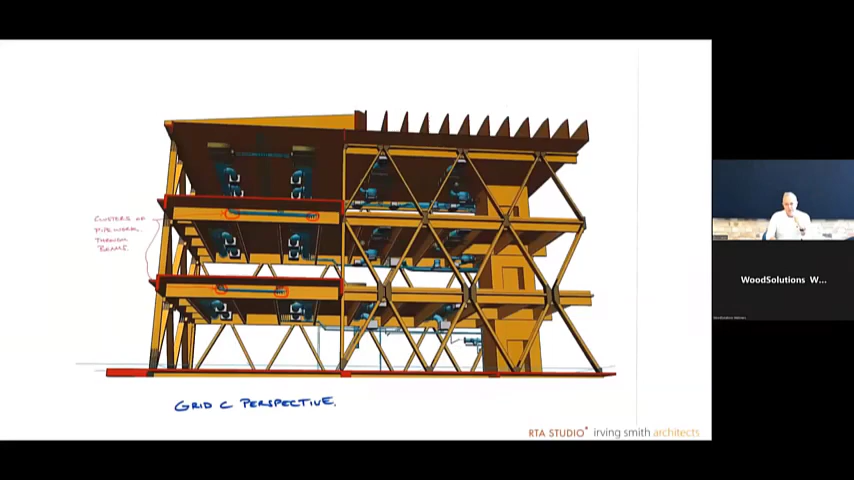 CLUSTERS OF
PIPEWORK
THROUGH
BEAMS
GRID C PERSPECTIVE.
RTA STUDIO irving smith architects
WoodSolutions W...